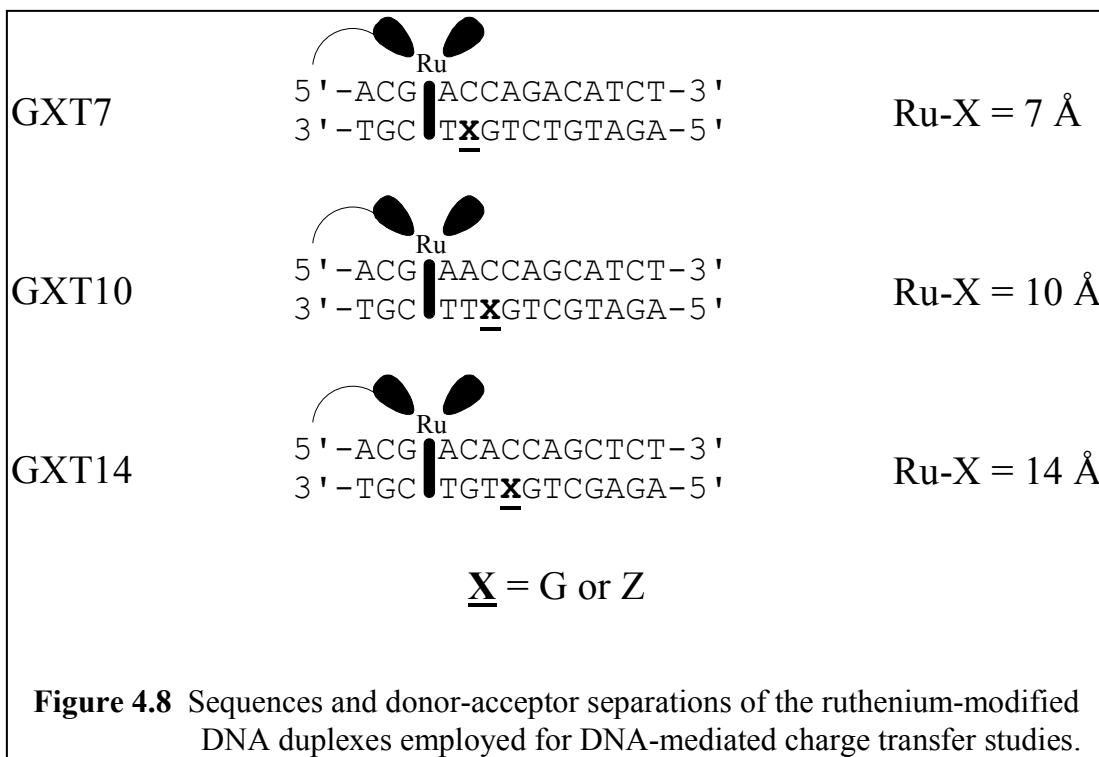 Ru
5'-ACG ACCAGACATCT-3'
GXT7 Ru-X = 7 Å
3'-TGC TXGTCTGTAGA-5'
Ru
5'-ACG AACCAGCATCT-3'
GXT10 Ru-X = 10 Å
3'-TGC TTXGTCGTAGA-5'
Ru
5'-ACG ACACCAGCTCT-3'
GXT14 Ru-X = 14 Å
3'-TGC TGTXGTCGAGA-5'
X = G or Z
Figure 4.8 Sequences and donor-acceptor separations of the ruthenium-modified
DNA duplexes employed for DNA-mediated charge transfer studies.